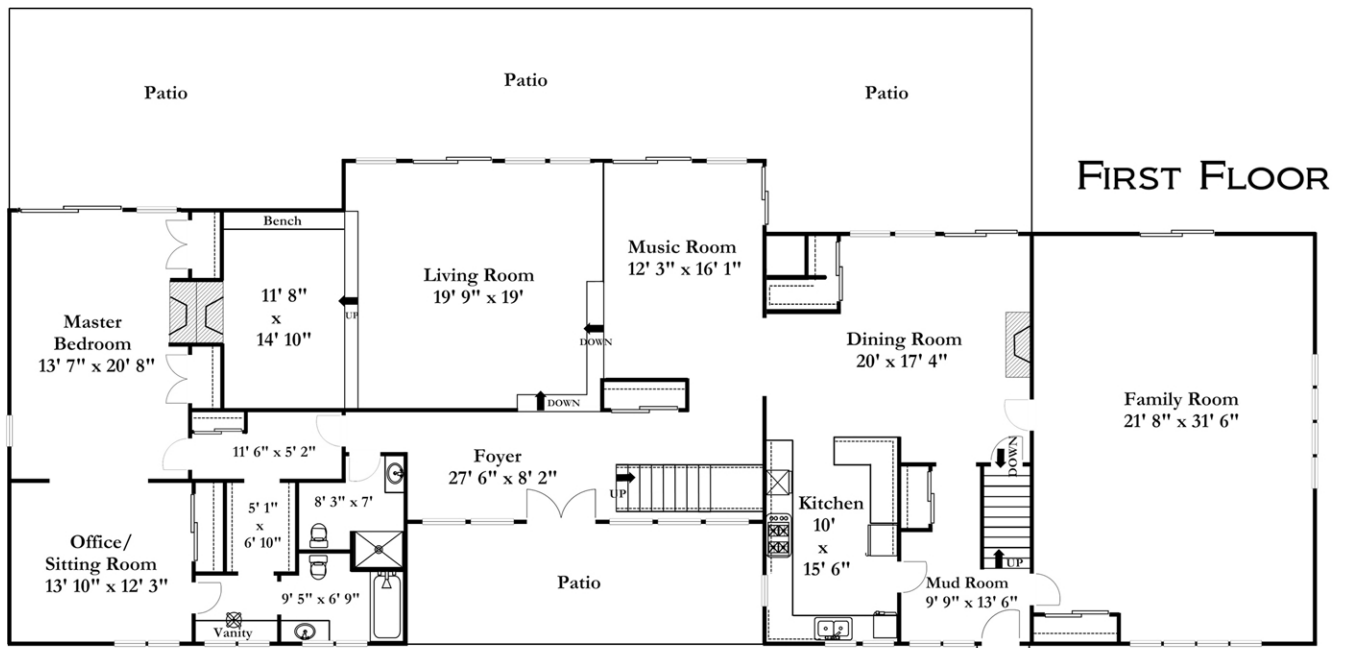 Patio
Patio
Patio
FIRST FLOOR
Bench
Living Room
19' 9" x 19'
Music Room
12' 3" x 16' 1"
11' 8"
x
14' 10"
UP
DOWN
Master
Bedroom
13' 7" x 20' 8"
Dining Room
20' x 17' 4"
Family Room
21' 8" x 31' 6"
DOWN
11' 6" x 5' 2"
Foyer
27' 6" x 8' 2"
UP
DOWN
8' 3" x 7'
5' 1"
x
6' 10"
Kitchen
10'
x
15' 6"
Office/
Sitting Room
13' 10" x 12' 3"
Patio
UP
Mud Room
9' 9" x 13' 6"
9' 5" x 6' 9"
Vanity